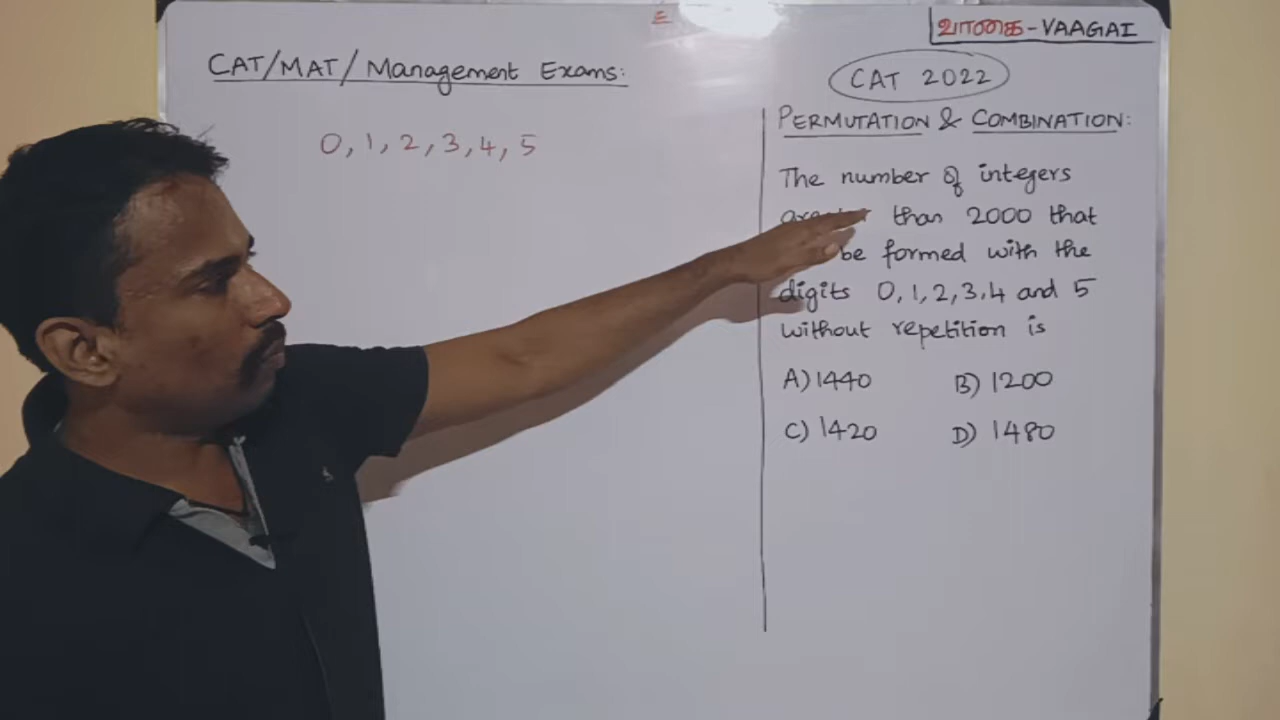 வாகை-VAAGAI
CAT/MAT/Management Exams:
0, 1, 2, 3, 4, 5
CAT 2022
PERMUTATION & COMBINATION:
The number of integers
than 2000 that
be formed with the
digits 0, 1, 2, 3, 4 and 5
without repetition is
A) 1440 B) 1200
C) 1420 D) 1480